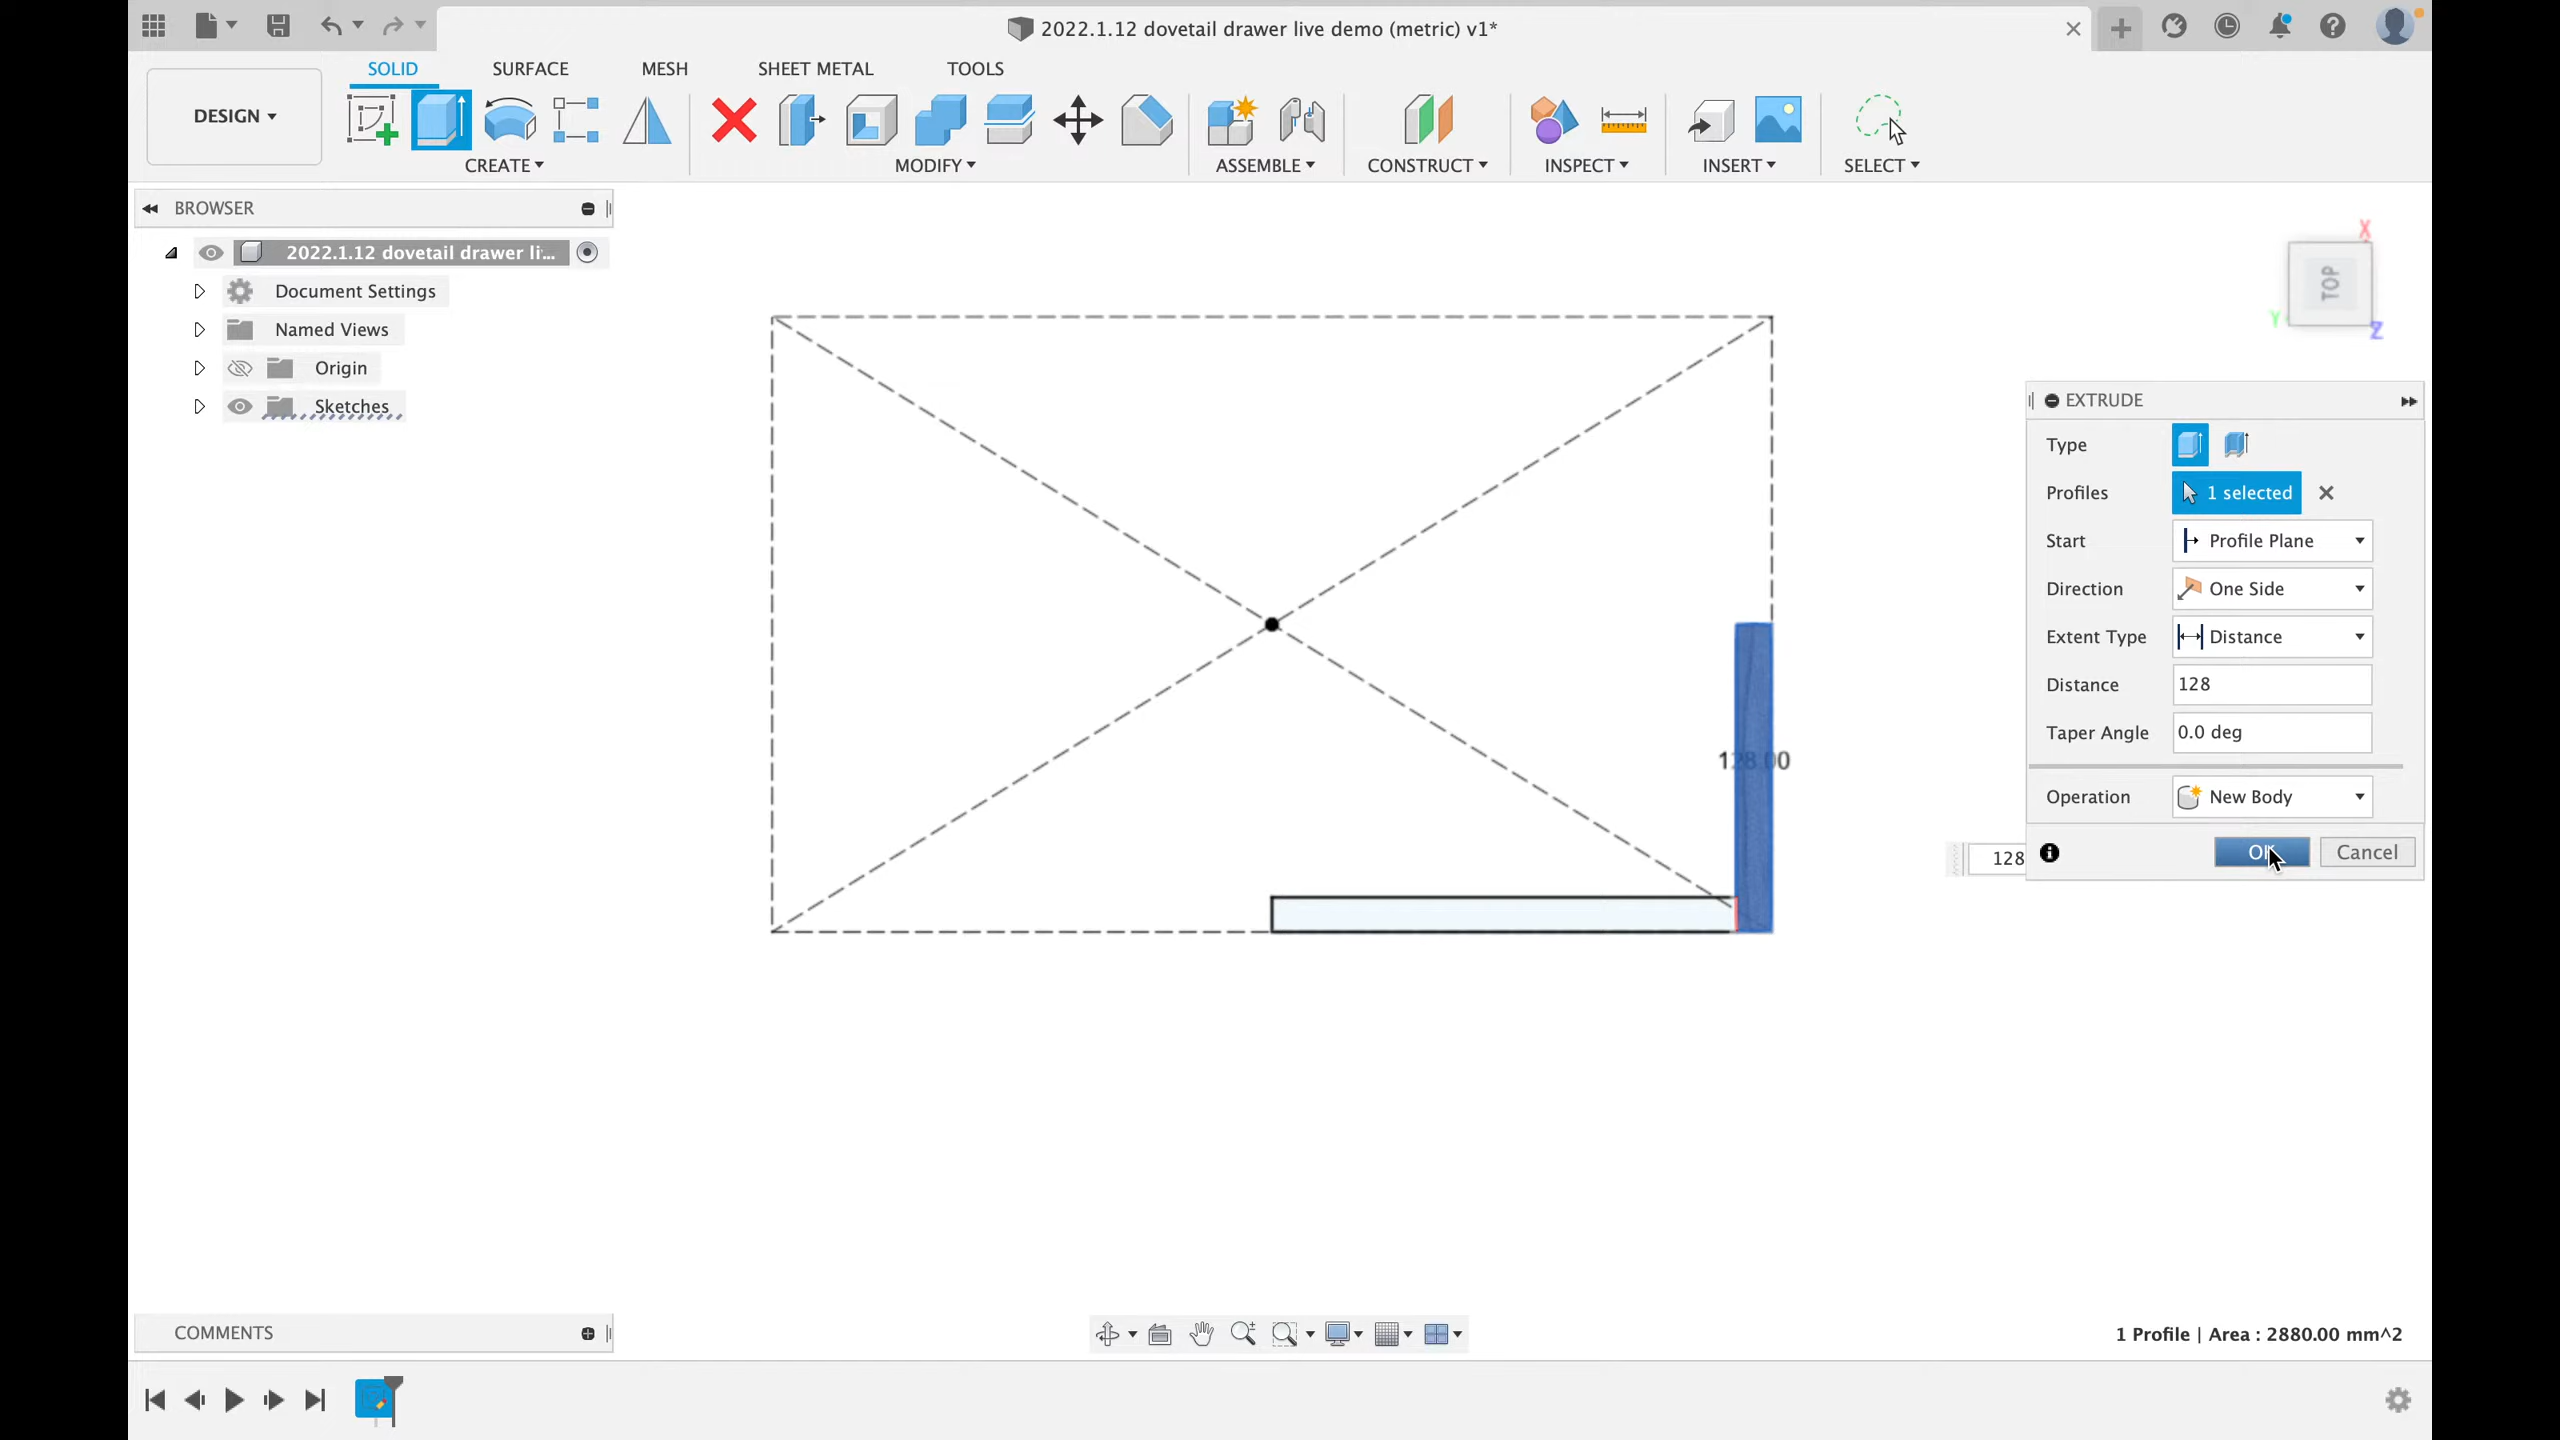 2022.1.12 dovetail drawer live demo (metric) v1*
SOLID
SURFACE
MESH
SHEET METAL
TOOLS
DESIGN
CREATE
MODIFY
ASSEMBLE
CONSTRUCT
INSPECT
INSERT
SELECT
BROWSER
2022.1.12 dovetail drawer li...
Document Settings
Named Views
Origin
Sketches
X
TOP
Y
Z
EXTRUDE
Type
Profiles
1 selected
Start
Profile Plane
Direction
One Side
Extent Type
Distance
Distance
128
Taper Angle
0.0 deg
Operation
New Body
OK
Cancel
128
128.00
COMMENTS
1 Profile | Area : 2880.00 mm^2